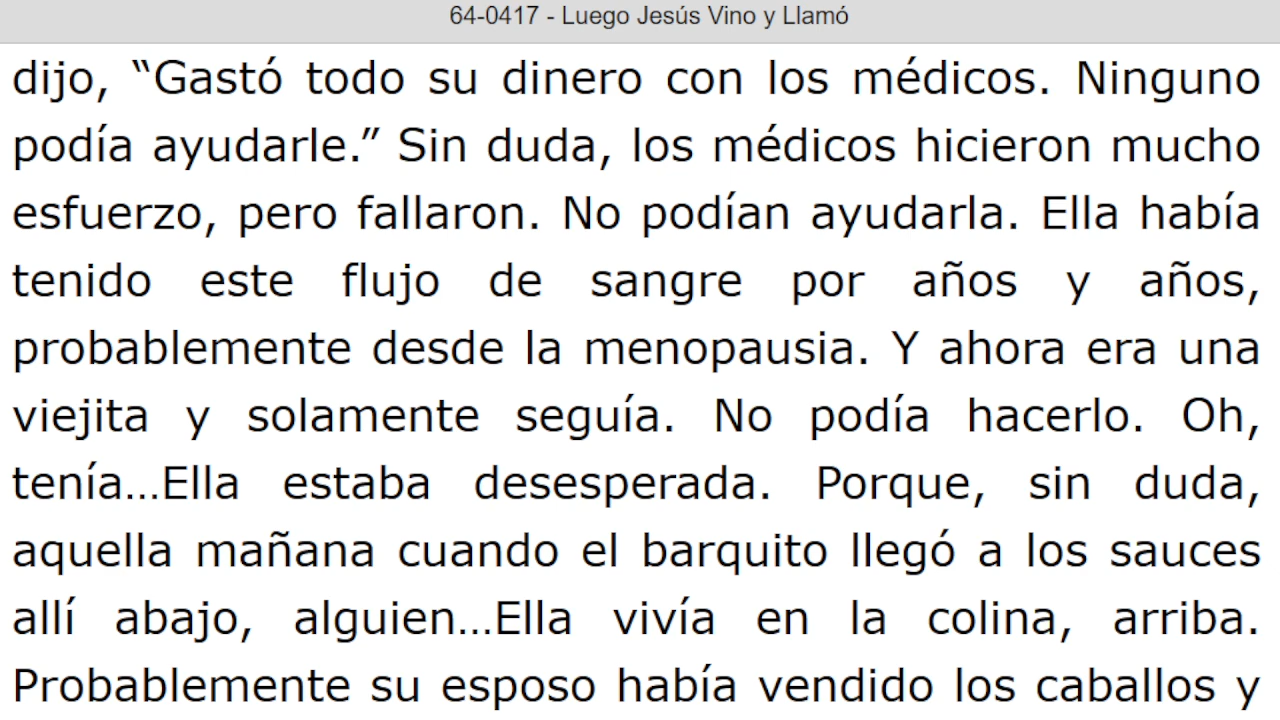 64-0417 - Luego Jesús Vino y Llamó
dijo, “Gastó todo su dinero con los médicos. Ninguno
podía ayudarle.” Sin duda, los médicos hicieron mucho
esfuerzo, pero fallaron. No podían ayudarla. Ella había
tenido este flujo de sangre por años y años,
probablemente desde la menopausia. Y ahora era una
viejita y solamente seguía. No podía hacerlo. Oh,
tenía…Ella estaba desesperada. Porque, sin duda,
aquella mañana cuando el barquito llegó a los sauces
allí abajo, alguien…Ella vivía en la colina, arriba.
Probablemente su esposo había vendido los caballos y